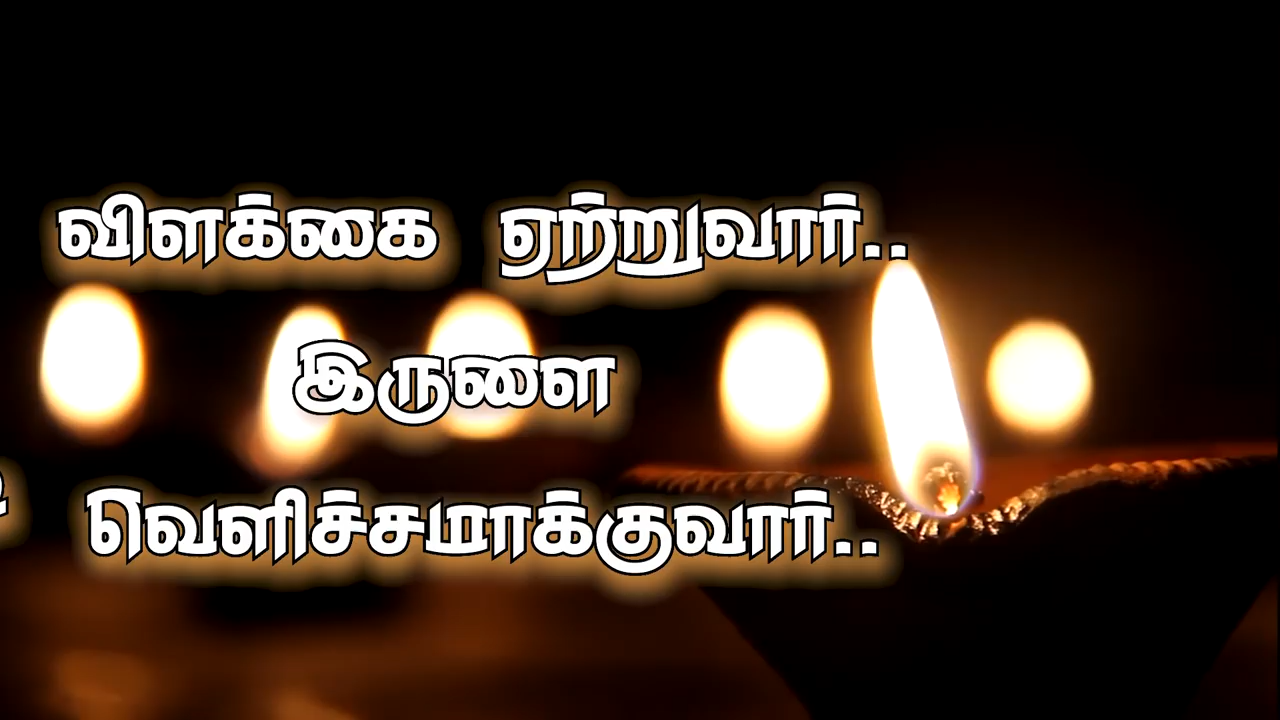 விளக்கை ஏற்றுவார்..
இருளை
வெளிச்சமாக்குவார்..